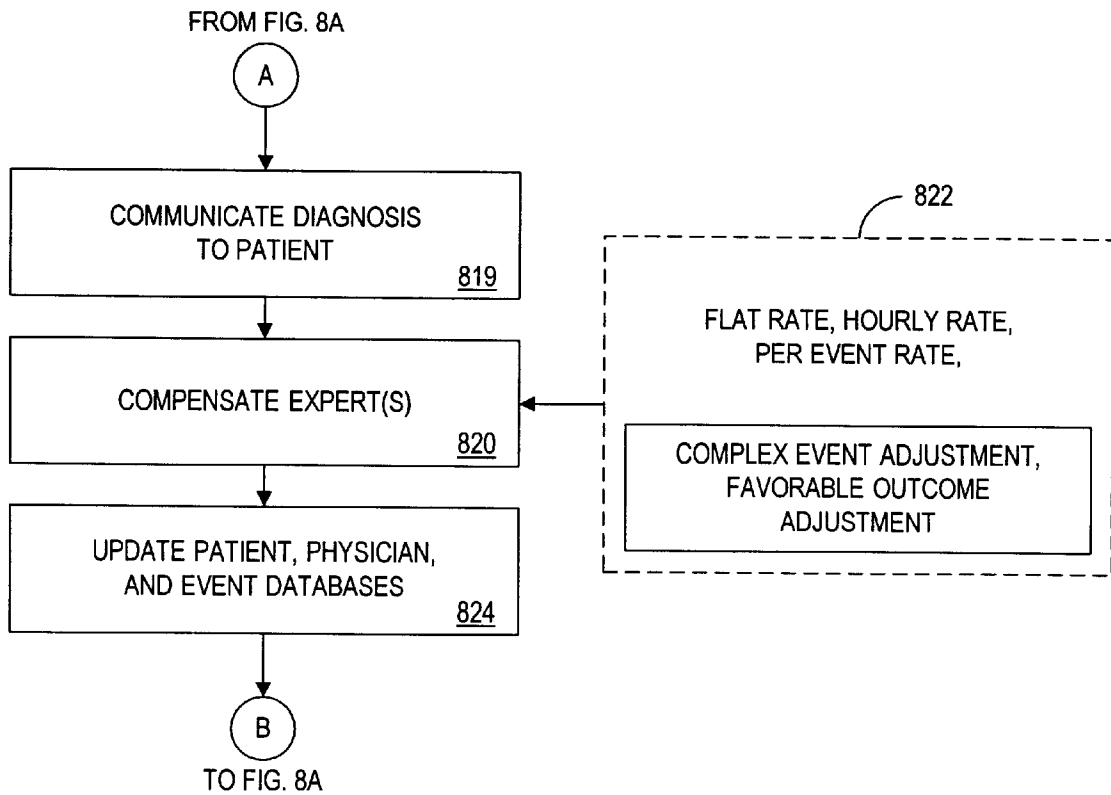 FROM FIG. 8A
A
COMMUNICATE DIAGNOSIS
TO PATIENT
819
822
FLAT RATE, HOURLY RATE,
PER EVENT RATE,
COMPENSATE EXPERT(S)
820
COMPLEX EVENT ADJUSTMENT,
FAVORABLE OUTCOME
ADJUSTMENT
UPDATE PATIENT, PHYSICIAN,
AND EVENT DATABASES
824
B
TO FIG. 8A